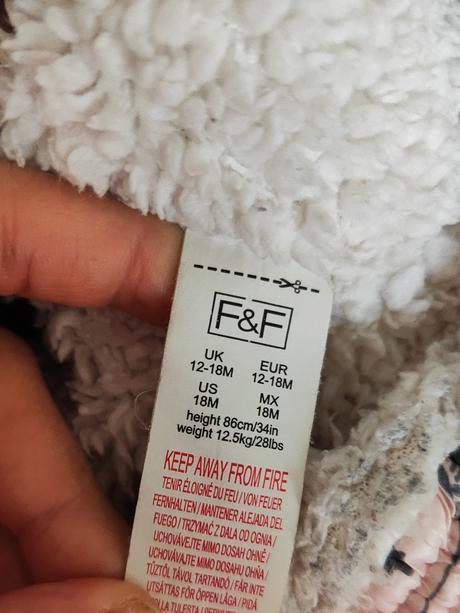 F&F
UK EUR
12-18M 12-18M
US MX
18M 18M
height 86cm/34in
weight 12.5kg/28lbs
KEEP AWAY FROM FIRE
TENIR ÉLOIGNÉ DU FEU / VON FEUER
FERNHALTEN / MANTENER ALEJADA DEL
FUEGO / TRZYMAĆ Z DALA OD OGNIA /
UCHOVÁVEJTE MIMO DOSAH OHNĚ /
UCHOVÁVAJTE MIMO DOSAHU OHŇA /
TŰZTŐL TÁVOL TARTANDÓ / FÅR INTE
UTSÄTTAS FÖR ÖPPEN LÅGA / PIDÄ